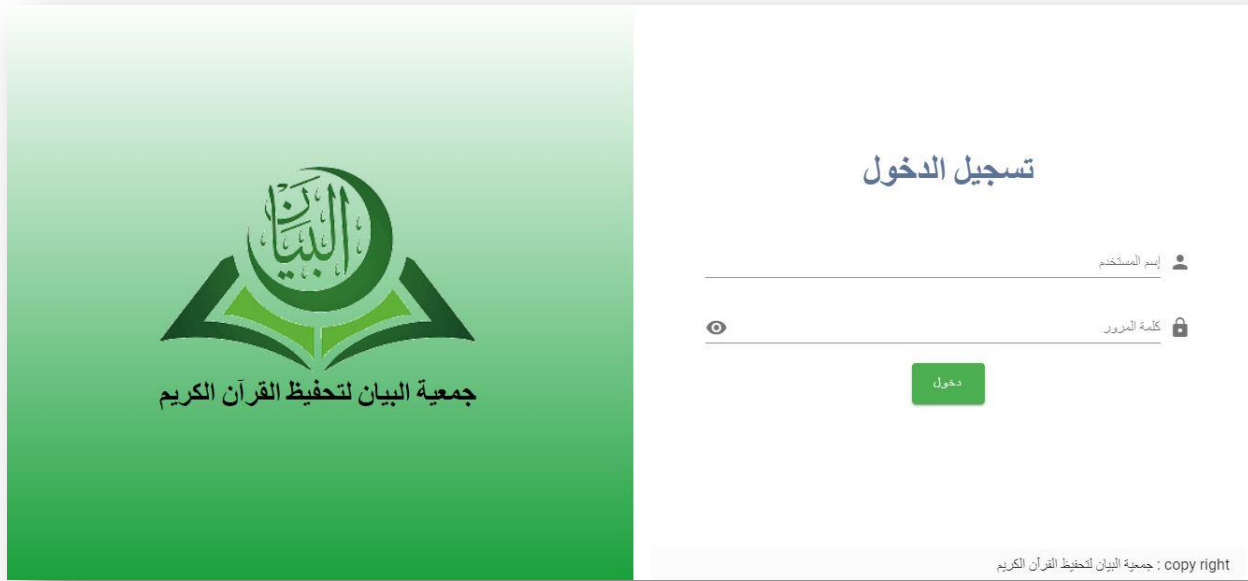 تسجيل الدخول
إسم المستخدم
كلمة المرور
دخول
البيان
جمعية البيان لتحفيظ القرآن الكريم
copy right : جمعية البيان لتحفيظ القرآن الكريم